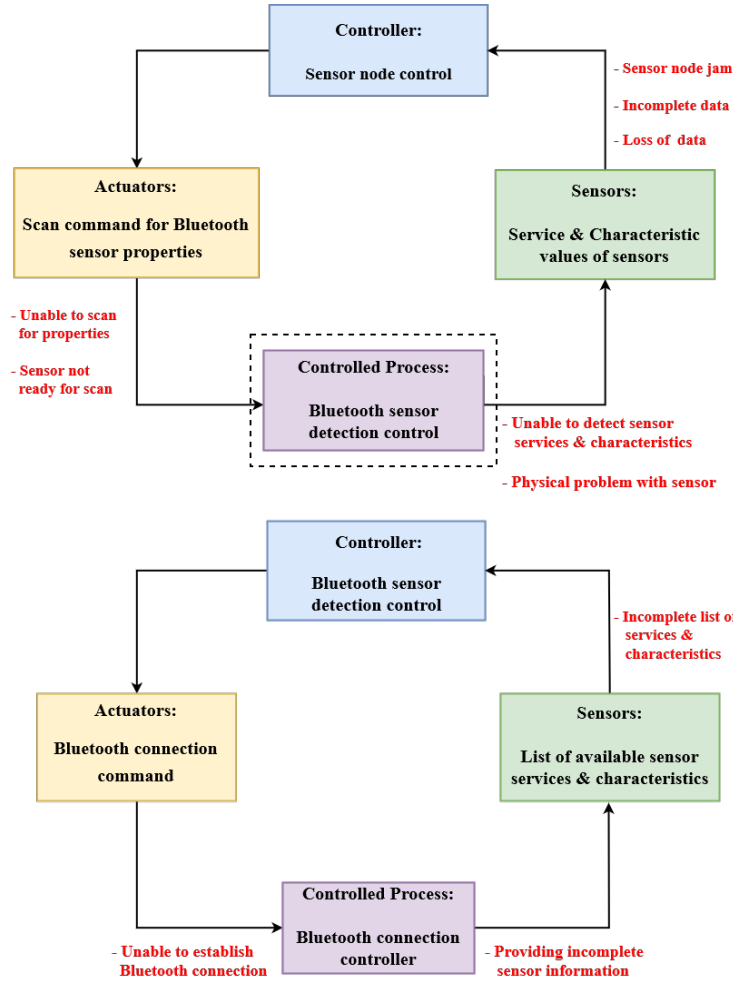 Controller:
Sensor node control
- Sensor node jam
- Incomplete data
- Loss of data
Actuators:
Scan command for Bluetooth
sensor properties
Sensors:
Service & Characteristic
values of sensors
- Unable to scan
for properties
- Sensor not
ready for scan
Controlled Process:
Bluetooth sensor
detection control
- Unable to detect sensor
services & characteristics
- Physical problem with sensor
Controller:
Bluetooth sensor
detection control
- Incomplete list of
services &
characteristics
Actuators:
Bluetooth connection
command
Sensors:
List of available sensor
services & characteristics
Controlled Process:
Bluetooth connection
controller
- Unable to establish
Bluetooth connection
- Providing incomplete
sensor information